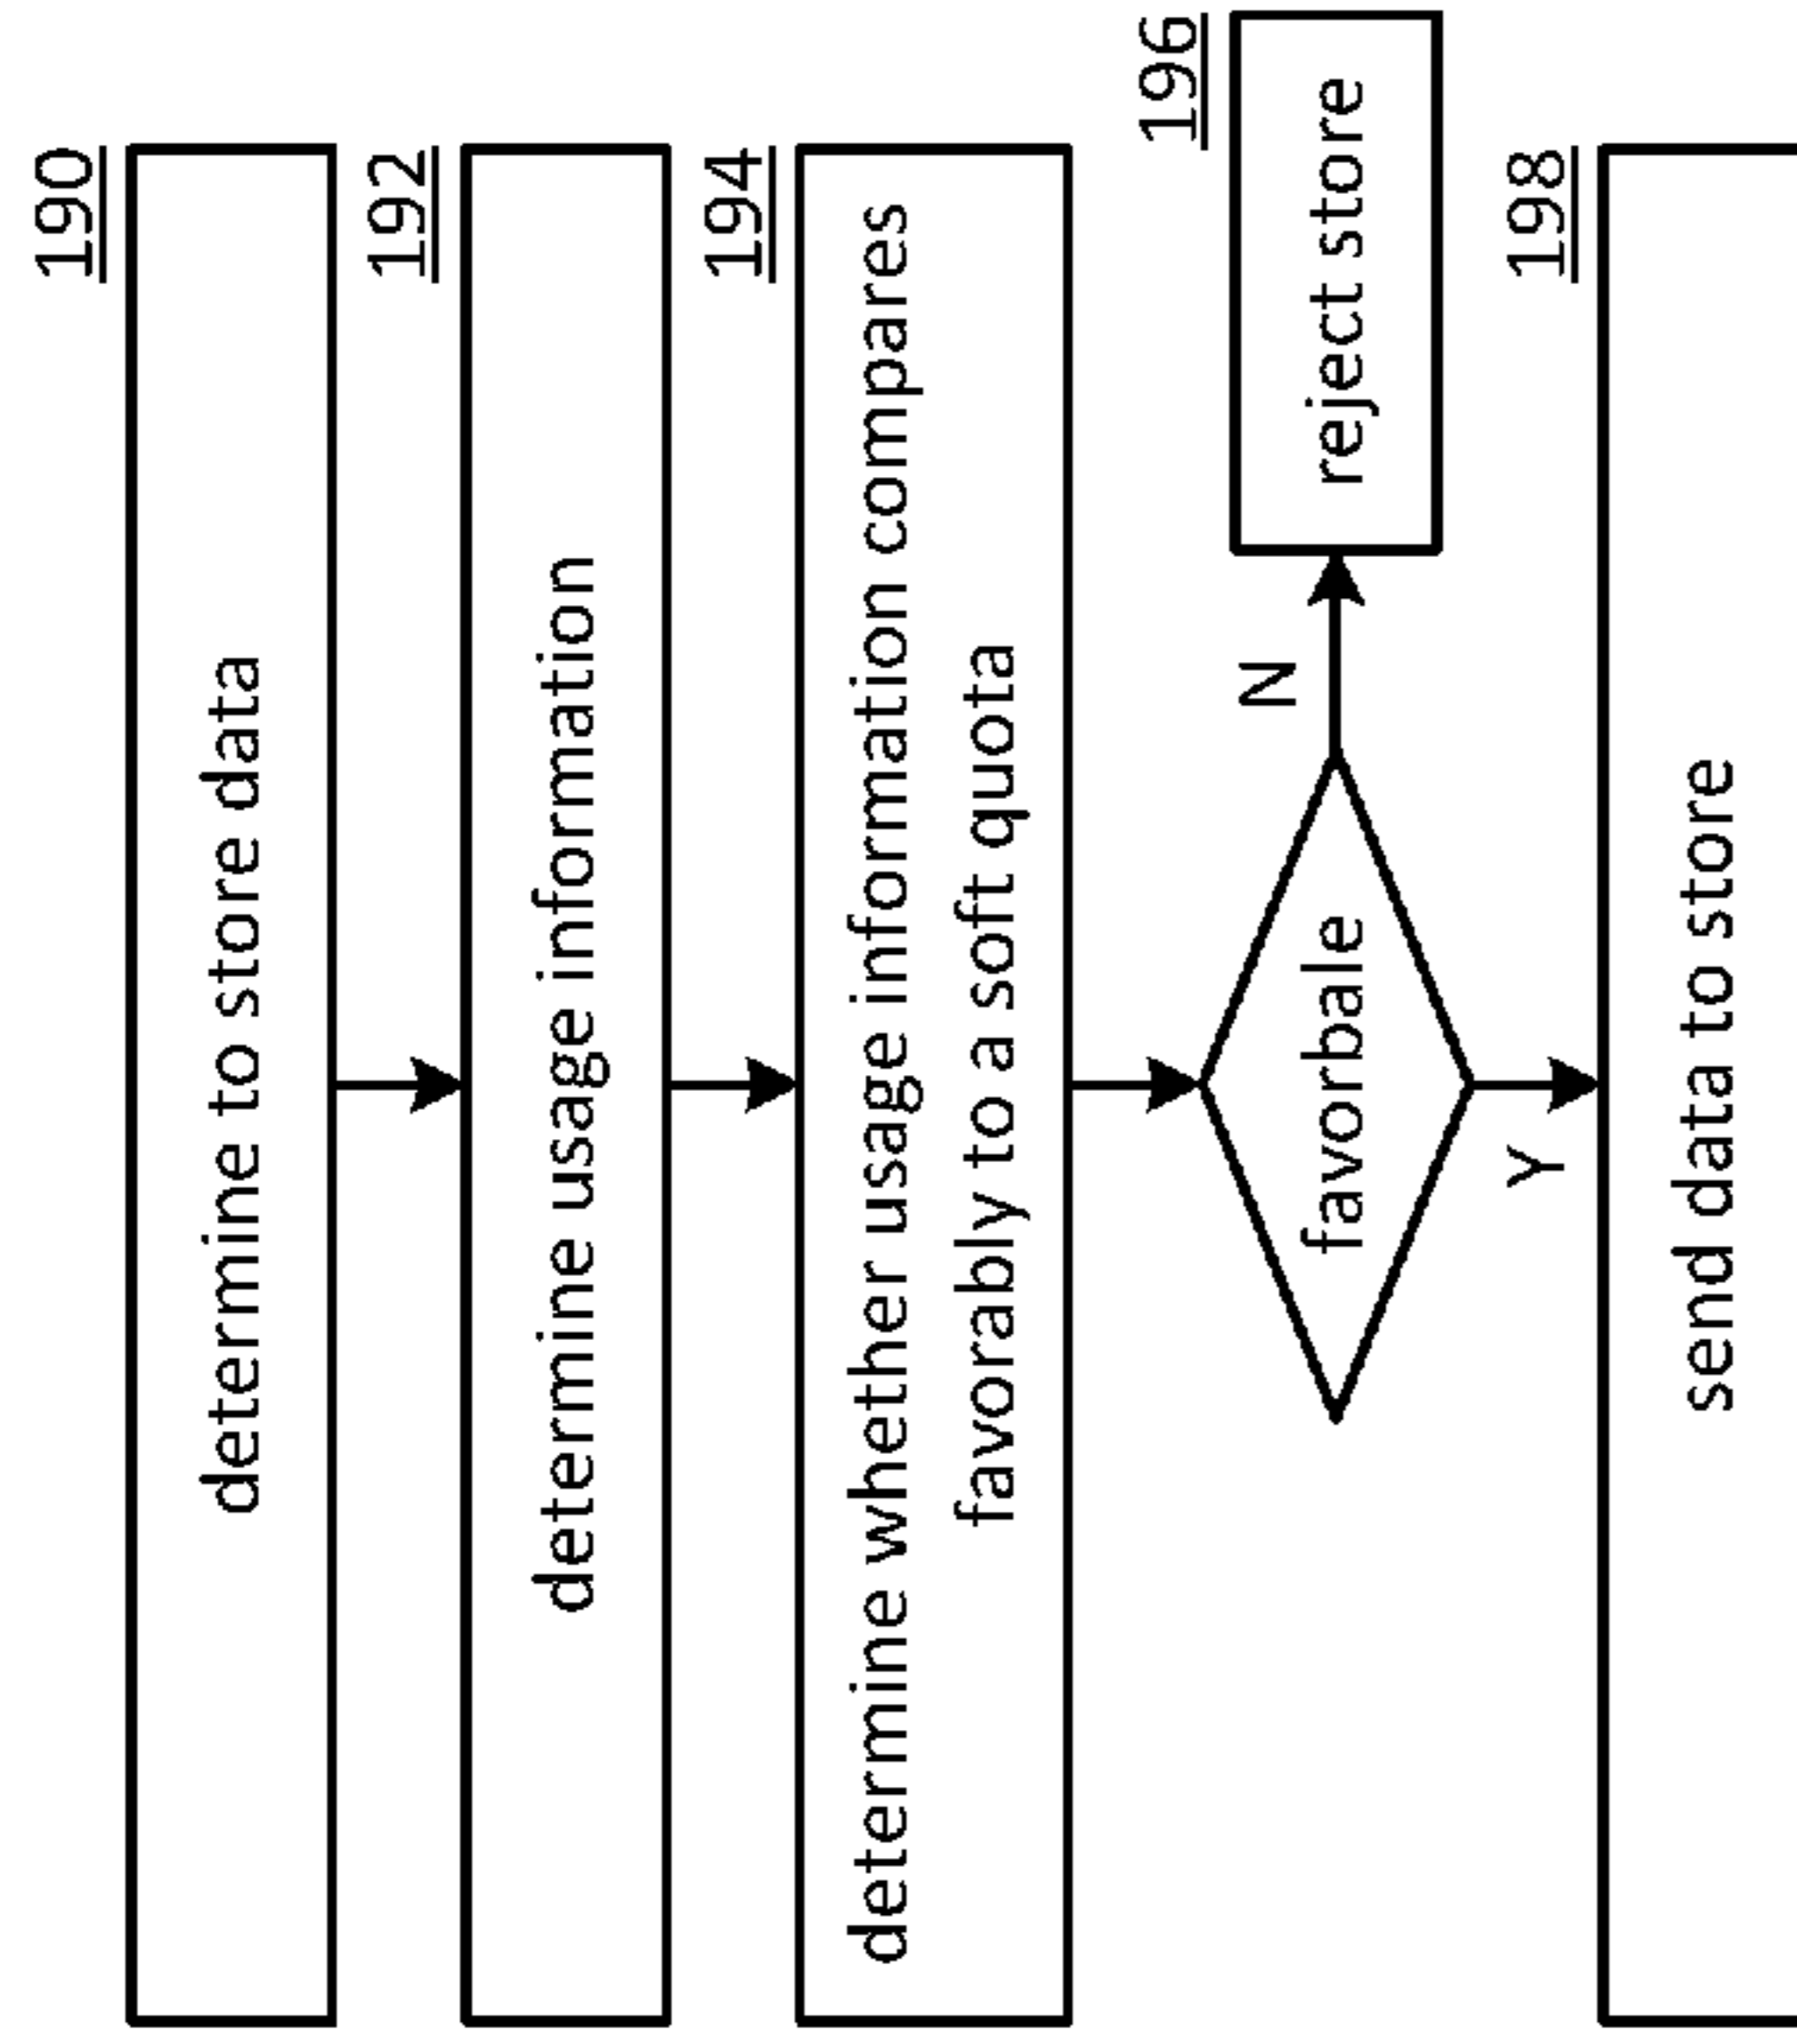 190
determine to store data
192
determine usage information
194
determine whether usage information compares
favorably to a soft quota
196
favorbale
N
reject store
Y
198
send data to store